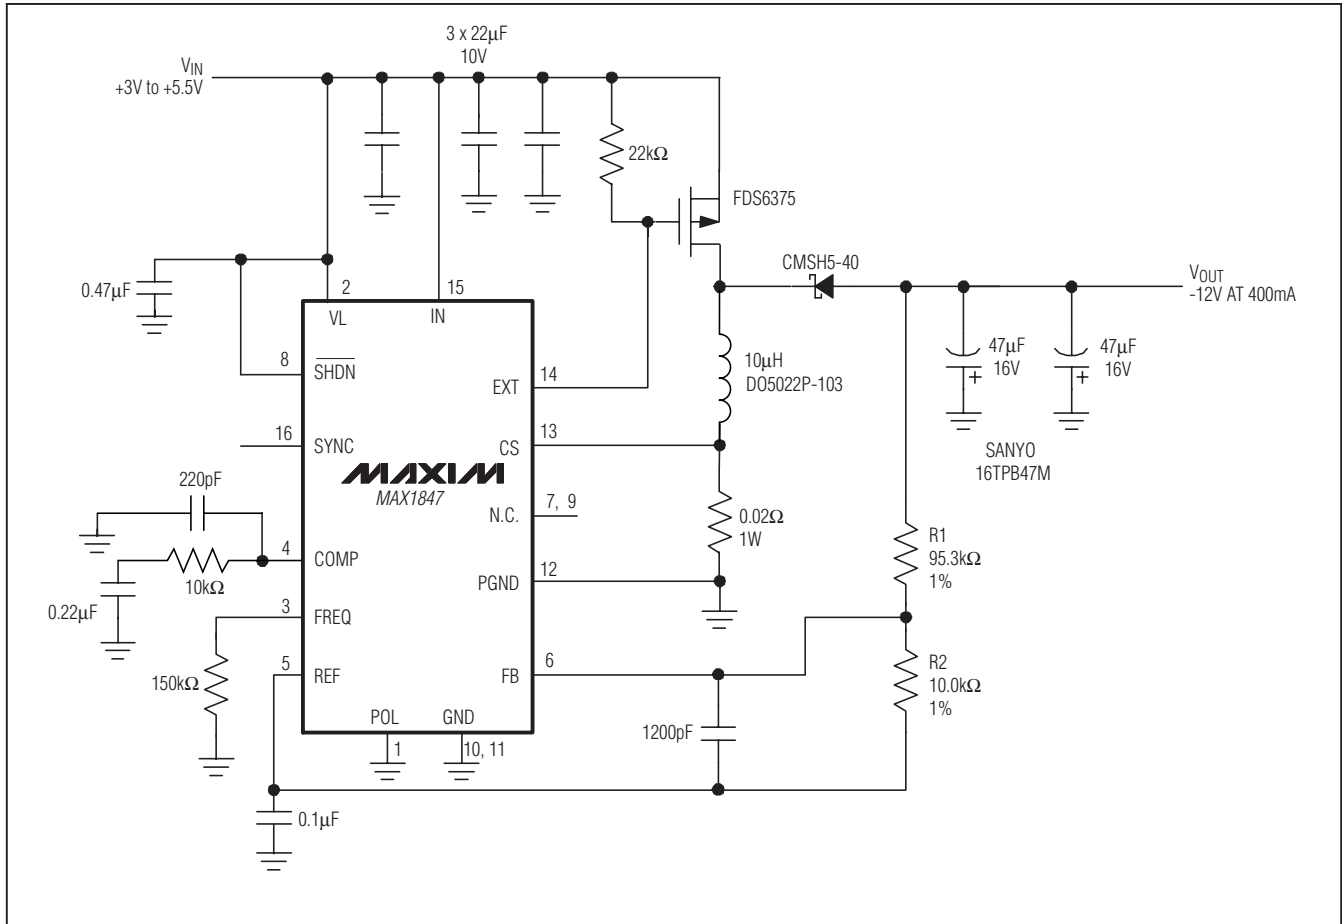 3 x 22μF
10V
VIN
+3V to +5.5V
22kΩ
FDS6375
CMSH5-40
VOUT
-12V AT 400mA
0.47μF
2
15
VL
IN
47μF
16V
+
47μF
16V
+
10μH
DO5022P-103
8
SHDN
EXT
14
16
SYNC
CS
13
SANYO
16TPB47M
MAXIM
MAX1847
220pF
N.C.
7, 9
0.02Ω
1W
R1
95.3kΩ
1%
4
COMP
10kΩ
PGND
12
0.22μF
3
FREQ
5
REF
FB
6
R2
10.0kΩ
1%
150kΩ
POL
GND
1
10, 11
1200pF
0.1μF